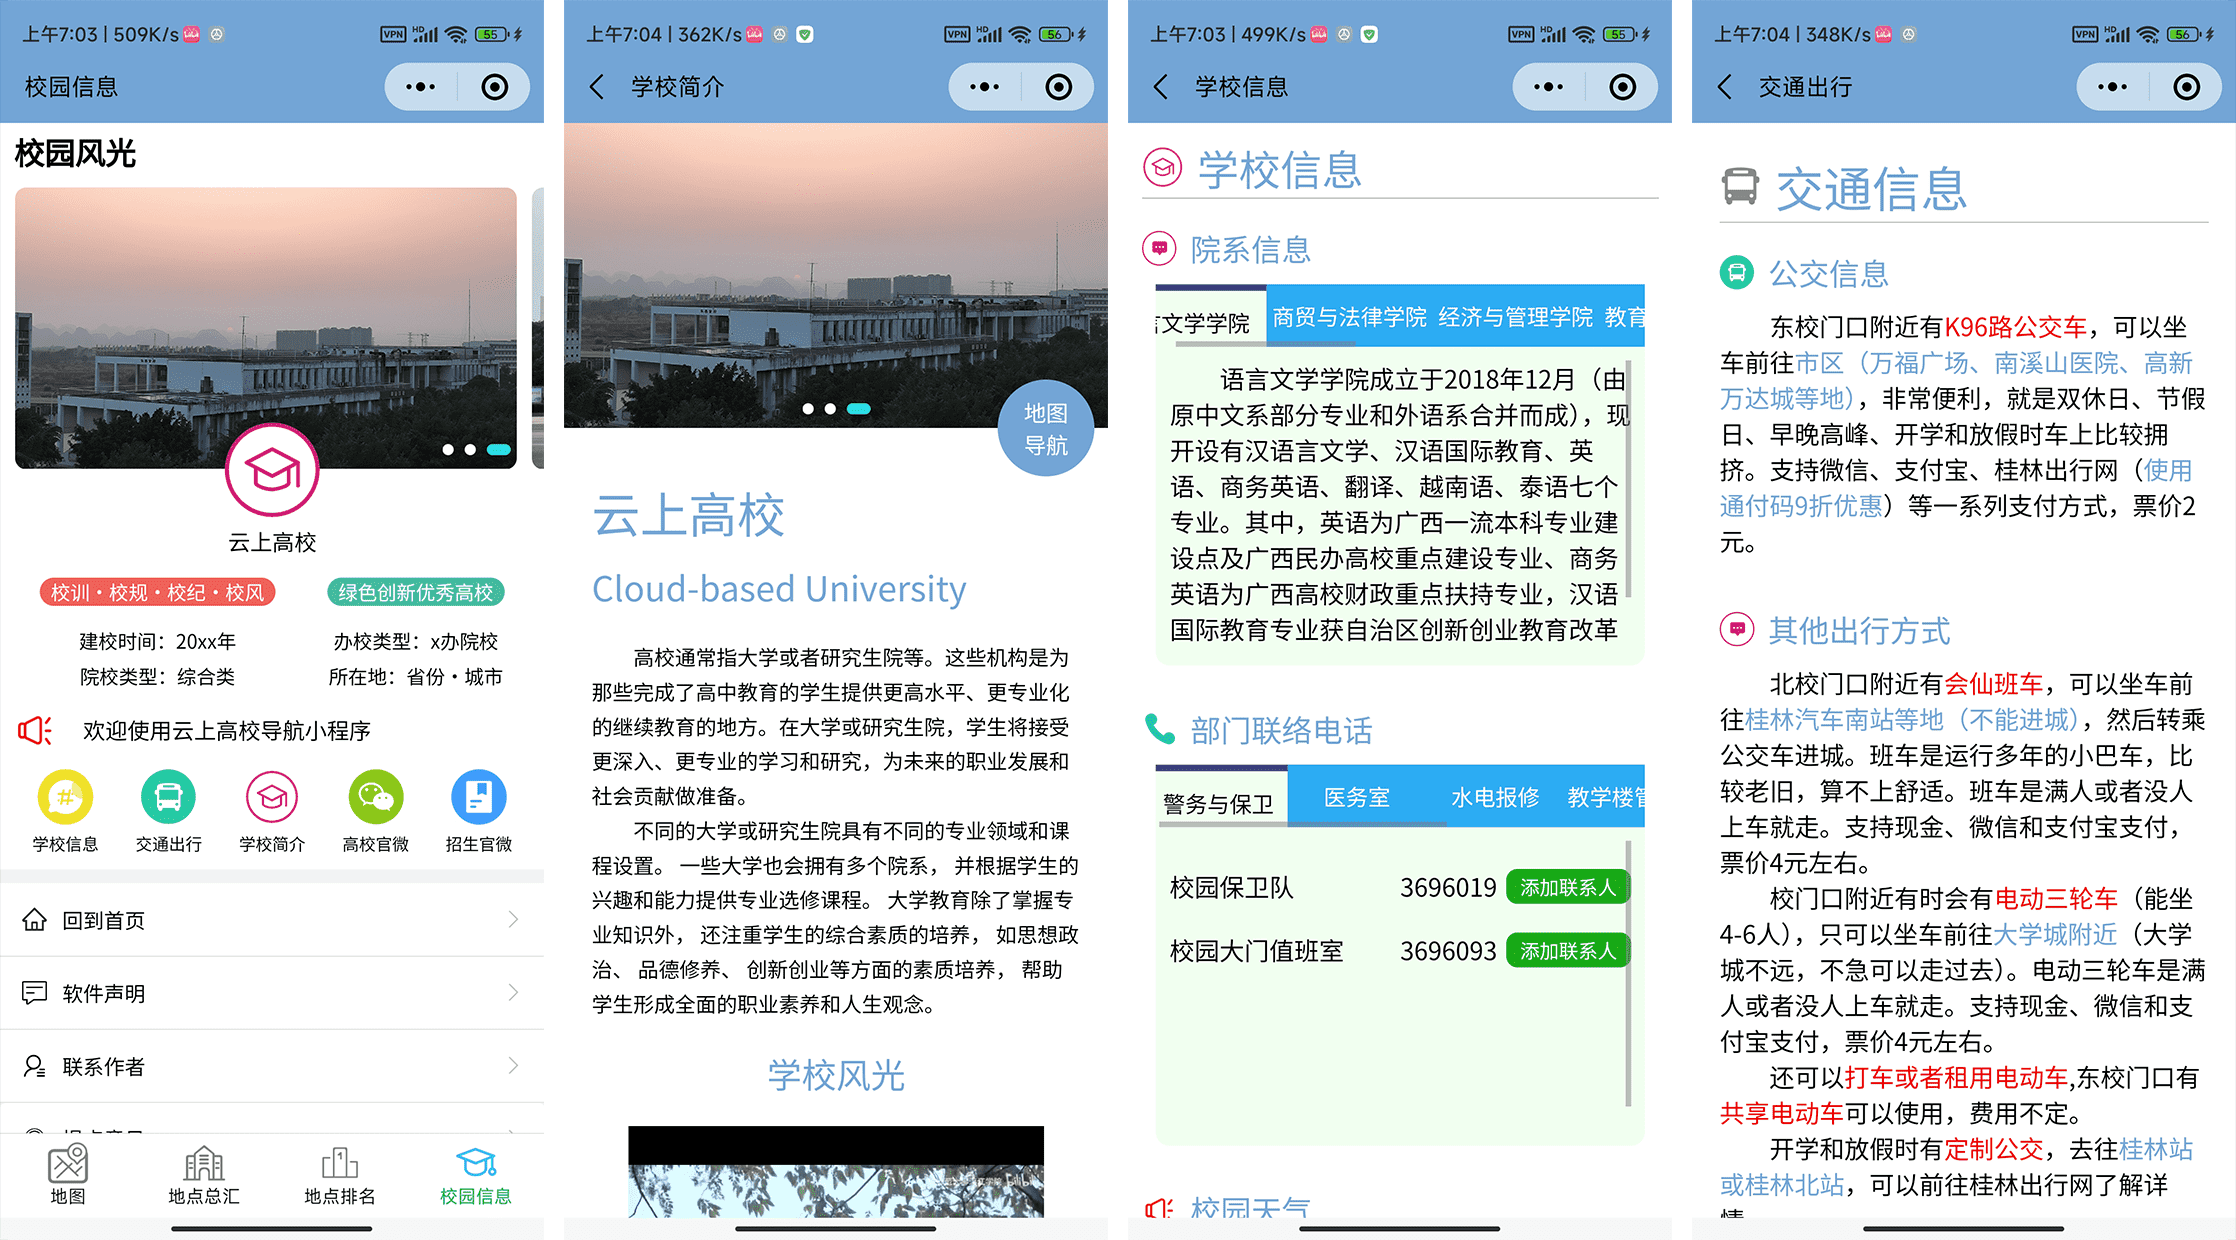 上午7:03 | 509K/s
VPN HD 55
校园信息
校园风光
云上高校
校训·校规·校纪·校风
绿色创新优秀高校
建校时间：20xx年
办校类型：x办院校
院校类型：综合类
所在地：省份·城市
欢迎使用云上高校导航小程序
学校信息
交通出行
学校简介
高校官微
招生官微
回到首页
软件声明
联系作者
地图
地点总汇
地点排名
校园信息
上午7:04 | 362K/s
VPN HD 56
学校简介
地图
导航
云上高校
Cloud-based University
高校通常指大学或者研究生院等。这些机构是为
那些完成了高中教育的学生提供更高水平、更专业化
的继续教育的地方。在大学或研究生院，学生将接受
更深入、更专业的学习和研究，为未来的职业发展和
社会贡献做准备。
不同的大学或研究生院具有不同的专业领域和课
程设置。 一些大学也会拥有多个院系， 并根据学生的
兴趣和能力提供专业选修课程。 大学教育除了掌握专
业知识外， 还注重学生的综合素质的培养， 如思想政
治、 品德修养、 创新创业等方面的素质培养， 帮助
学生形成全面的职业素养和人生观念。
学校风光
上午7:03 | 499K/s
VPN HD 55
学校信息
学校信息
院系信息
言文学学院
商贸与法律学院
经济与管理学院
教育
语言文学学院成立于2018年12月（由
原中文系部分专业和外语系合并而成），现
开设有汉语言文学、汉语国际教育、英
语、商务英语、翻译、越南语、泰语七个
专业。其中，英语为广西一流本科专业建
设点及广西民办高校重点建设专业、商务
英语为广西高校财政重点扶持专业，汉语
国际教育专业获自治区创新创业教育改革
部门联络电话
警务与保卫
医务室
水电报修
教学楼管
校园保卫队 3696019 添加联系人
校园大门值班室 3696093 添加联系人
校园天气
上午7:04 | 348K/s
VPN HD 56
交通出行
交通信息
公交信息
东校门口附近有K96路公交车，可以坐
车前往市区（万福广场、南溪山医院、高新
万达城等地），非常便利，就是双休日、节假
日、早晚高峰、开学和放假时车上比较拥
挤。支持微信、支付宝、桂林出行网（使用
通付码9折优惠）等一系列支付方式，票价2
元。
其他出行方式
北校门口附近有会仙班车，可以坐车前
往桂林汽车南站等地（不能进城），然后转乘
公交车进城。班车是运行多年的小巴车，比
较老旧，算不上舒适。班车是满人或者没人
上车就走。支持现金、微信和支付宝支付，
票价4元左右。
校门口附近有时会有电动三轮车（能坐
4-6人），只可以坐车前往大学城附近（大学
城不远，不急可以走过去）。电动三轮车是满
人或者没人上车就走。支持现金、微信和支
付宝支付，票价4元左右。
还可以打车或者租用电动车,东校门口有
共享电动车可以使用，费用不定。
开学和放假时有定制公交，去往桂林站
或桂林北站，可以前往桂林出行网了解详
情